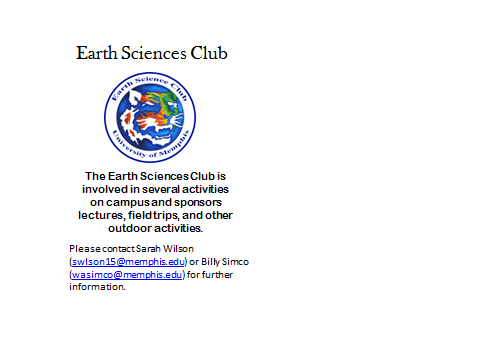 Earth Sciences Club
Earth Science Club
University of Memphis
The Earth Sciences Club is
involved in several activities
on campus and sponsors
lectures, field trips, and other
outdoor activities.
Please contact Sarah Wilson
(swlson15@memphis.edu) or Billy Simco
(wasimco@memphis.edu) for further
information.